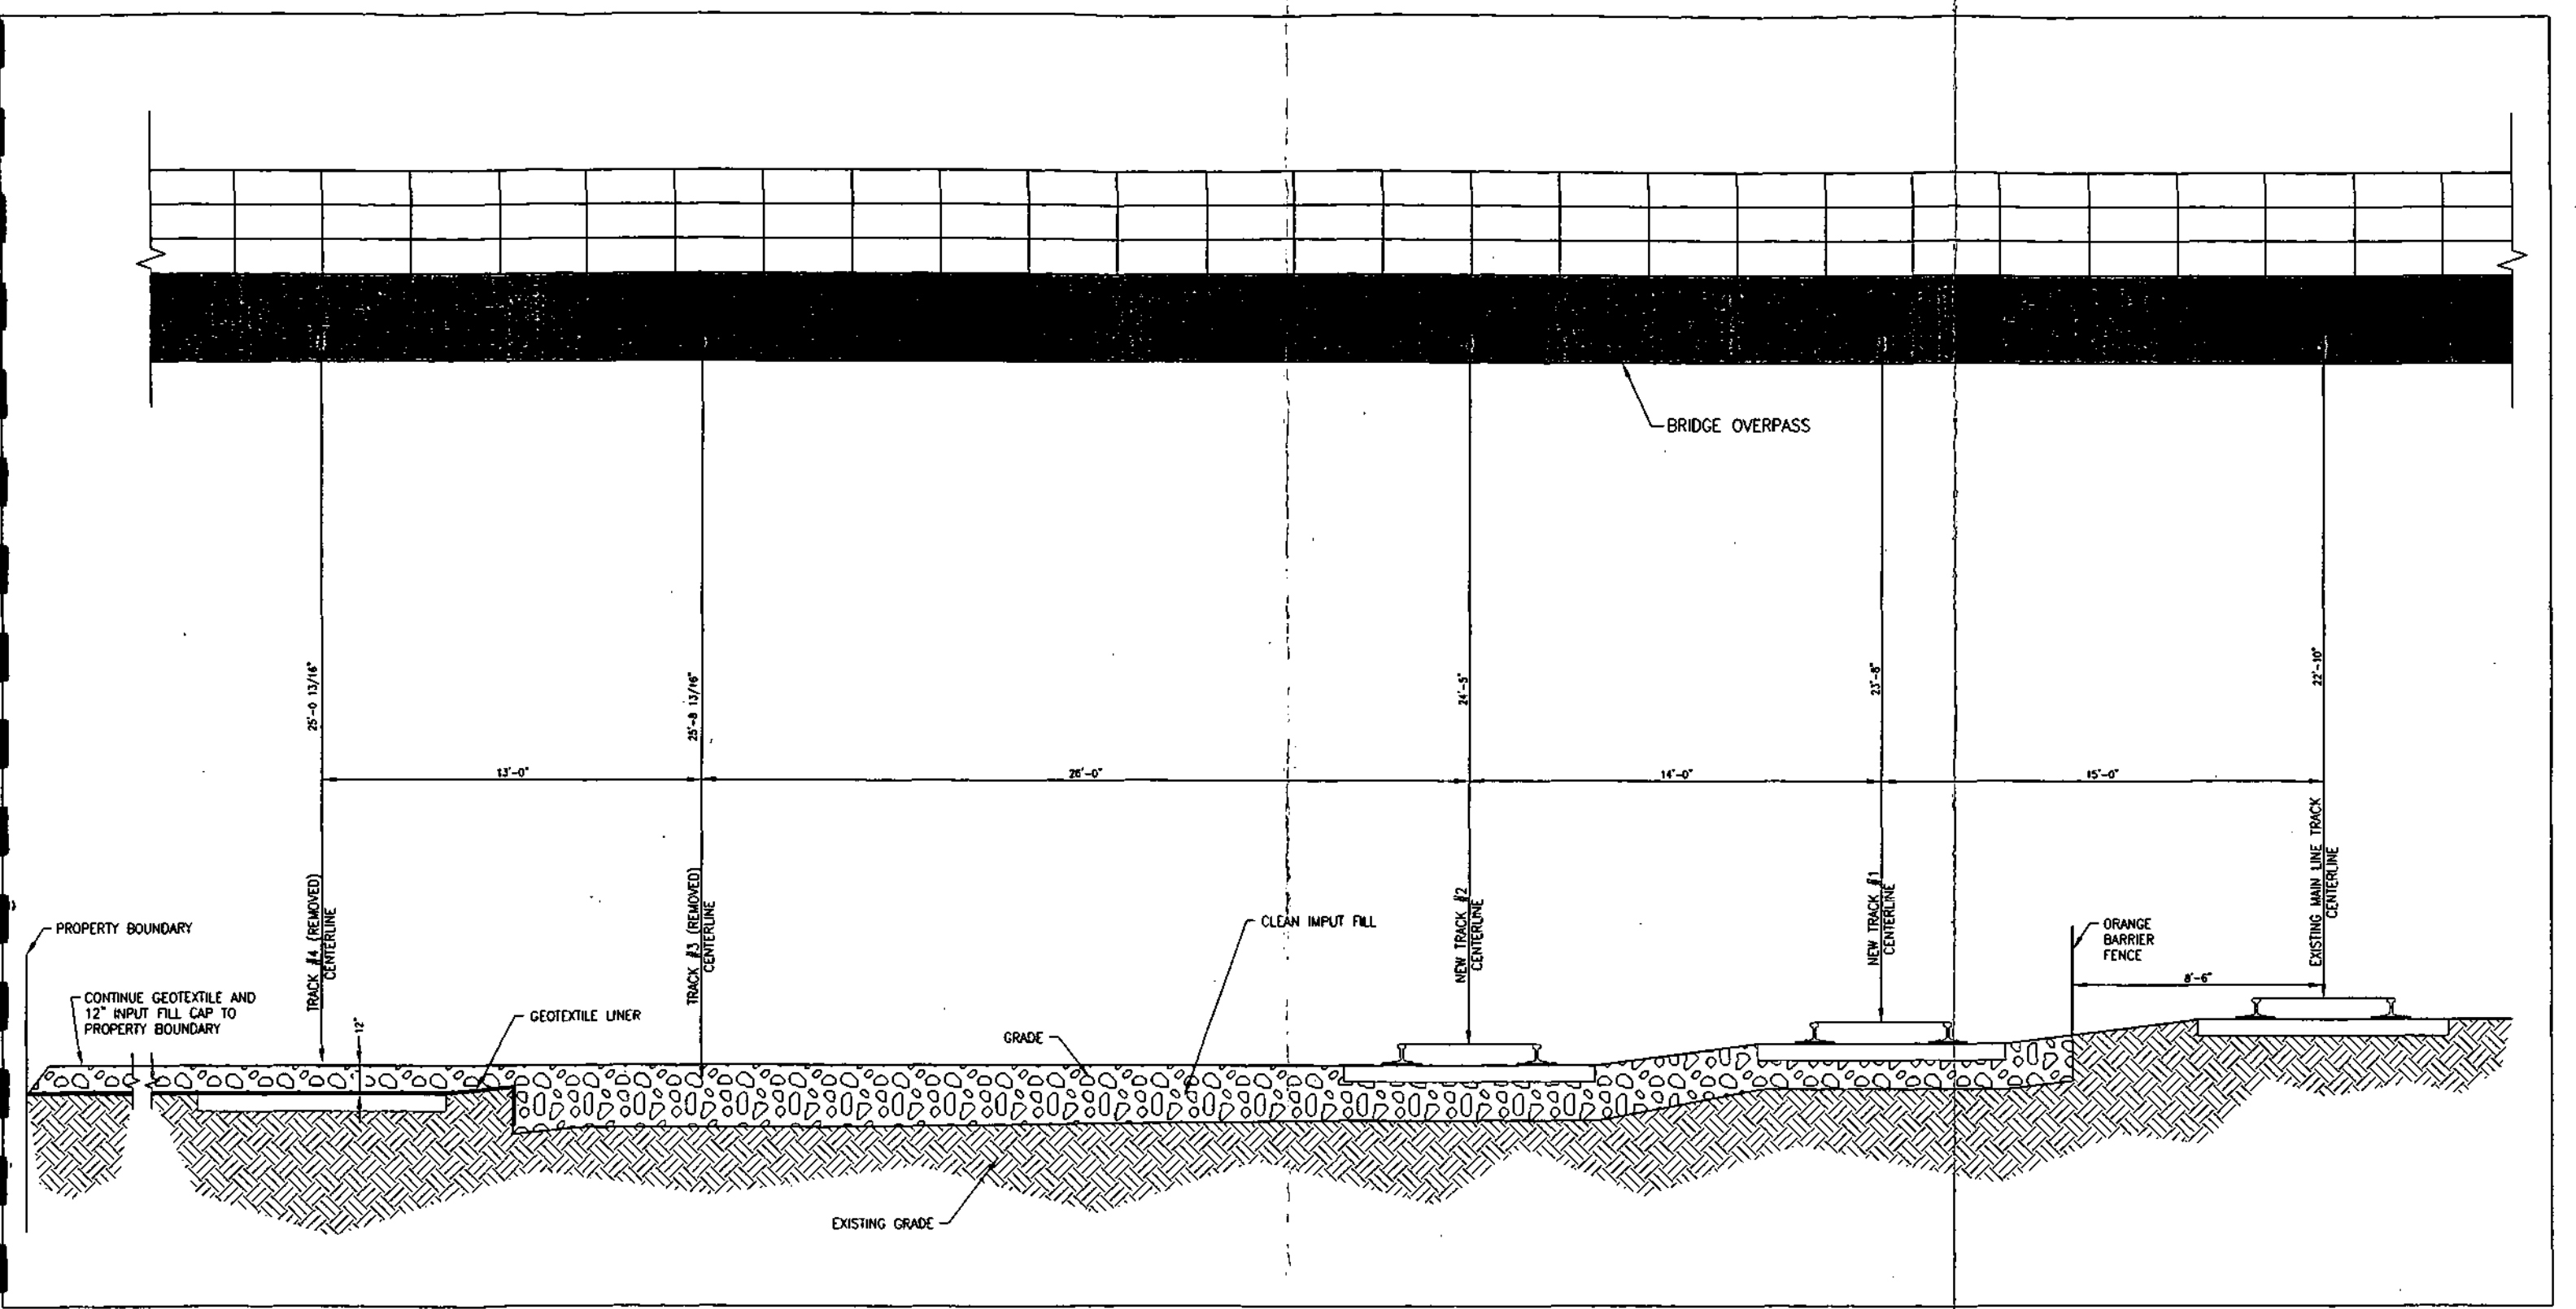 BRIDGE OVERPASS
25'-0 13/16"
25'-8 13/16"
24'-5"
23'-8"
22'-10"
13'-0"
26'-0"
14'-0"
15'-0"
TRACK #4 (REMOVED)
CENTERLINE
TRACK #3 (REMOVED)
CENTERLINE
NEW TRACK #2
CENTERLINE
NEW TRACK #1
CENTERLINE
EXISTING MAIN LINE TRACK
CENTERLINE
PROPERTY BOUNDARY
CLEAN IMPUT FILL
ORANGE
BARRIER
FENCE
8'-6"
CONTINUE GEOTEXTILE AND
12" INPUT FILL CAP TO
PROPERTY BOUNDARY
12"
GEOTEXTILE LINER
GRADE
EXISTING GRADE